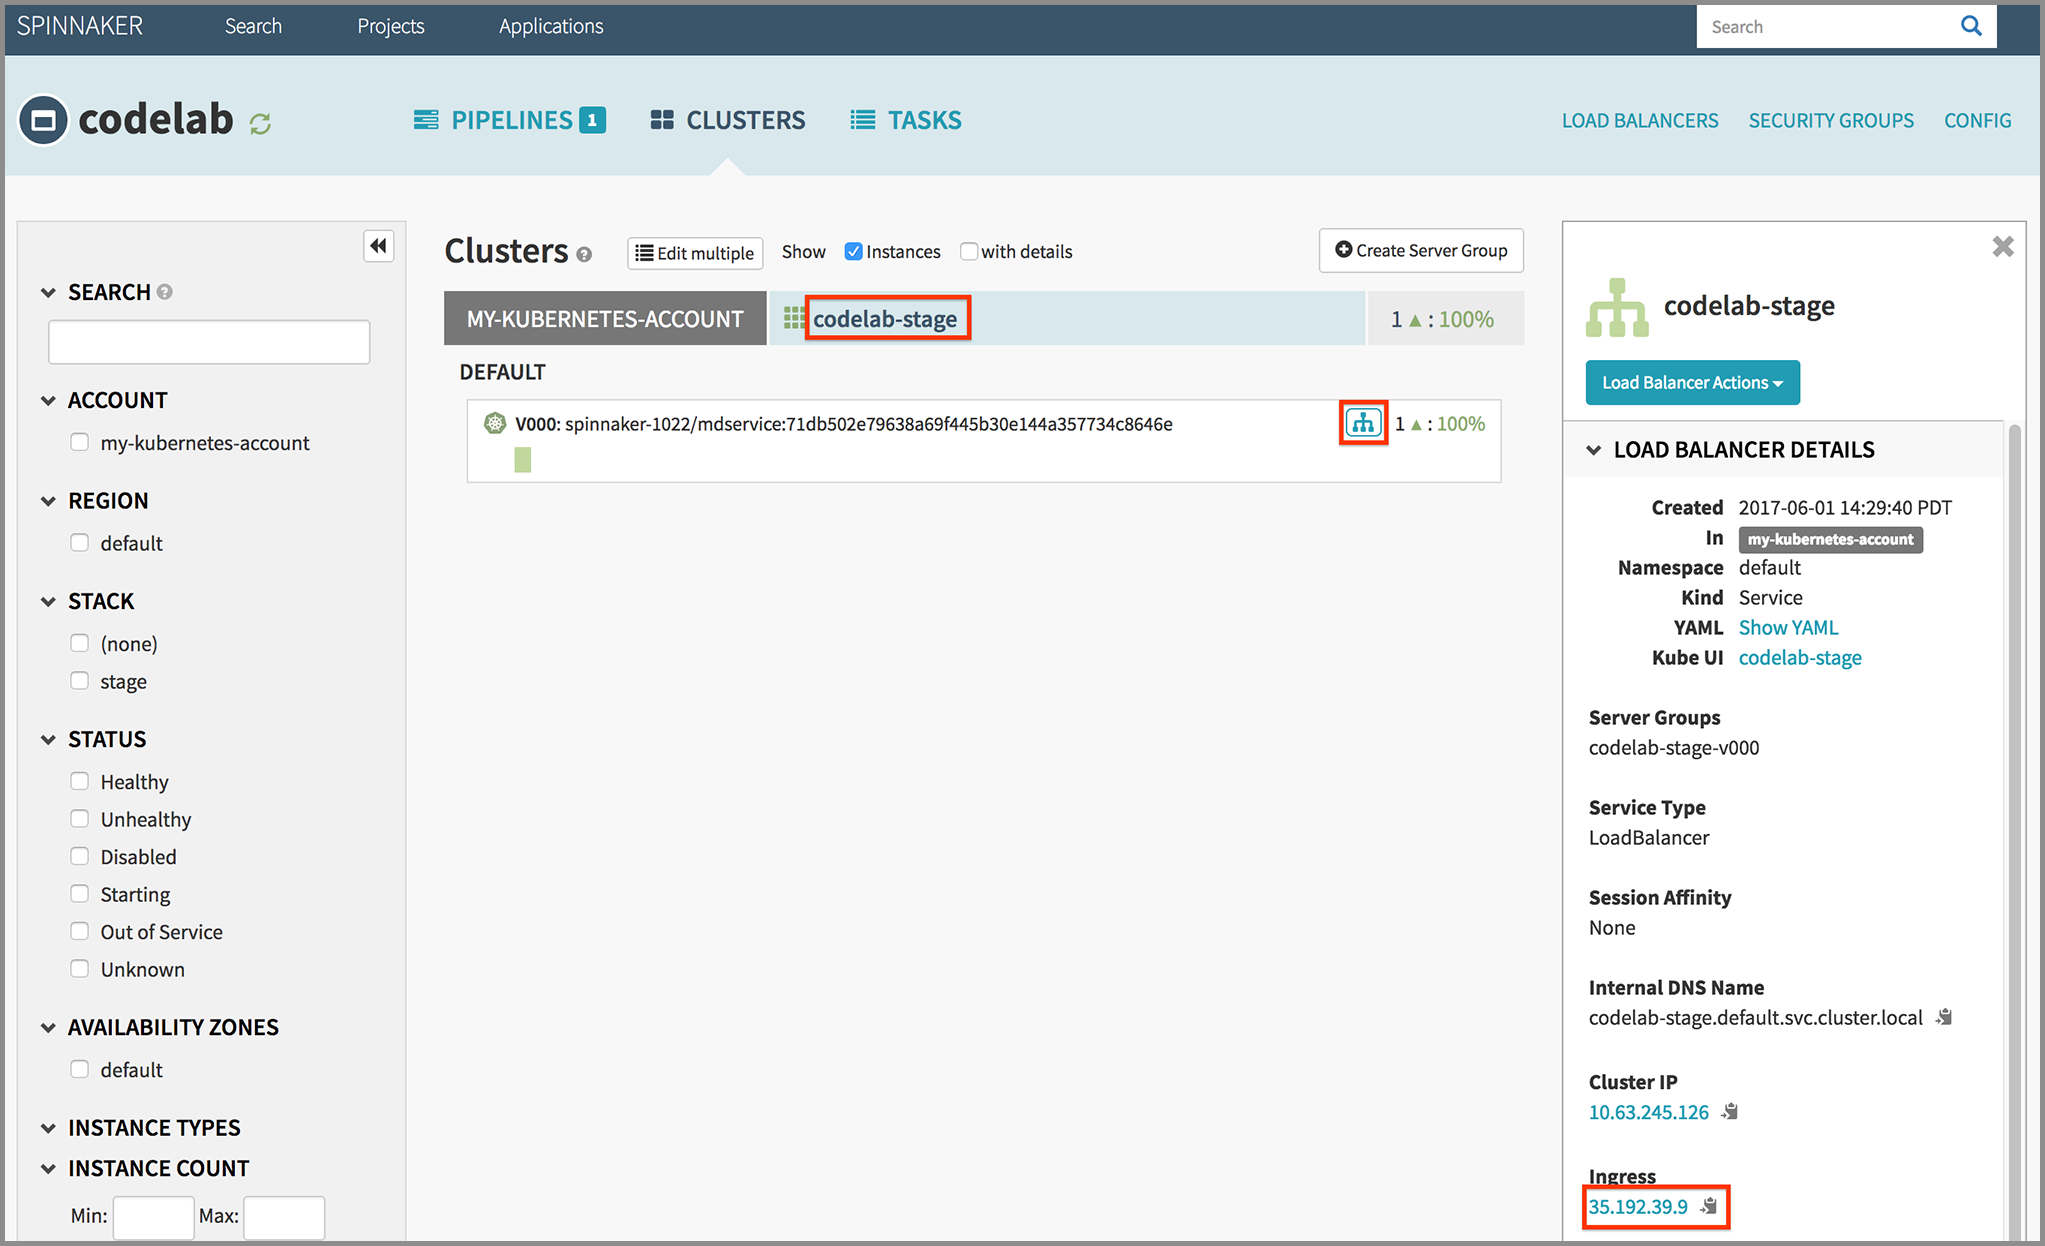 SPINNAKER Search Projects Applications Search
codelab PIPELINES 1 CLUSTERS TASKS LOAD BALANCERS SECURITY GROUPS CONFIG
SEARCH ?
ACCOUNT
my-kubernetes-account
REGION
default
STACK
(none)
stage
STATUS
Healthy
Unhealthy
Disabled
Starting
Out of Service
Unknown
AVAILABILITY ZONES
default
INSTANCE TYPES
INSTANCE COUNT
Min: Max:
Clusters ? Edit multiple Show Instances with details Create Server Group
MY-KUBERNETES-ACCOUNT codelab-stage 1 ▲ : 100%
DEFAULT
V000: spinnaker-1022/mdservice:71db502e79638a69f445b30e144a357734c8646e 1 ▲ : 100%
codelab-stage
Load Balancer Actions
LOAD BALANCER DETAILS
Created 2017-06-01 14:29:40 PDT
In my-kubernetes-account
Namespace default
Kind Service
YAML Show YAML
Kube UI codelab-stage
Server Groups
codelab-stage-v000
Service Type
LoadBalancer
Session Affinity
None
Internal DNS Name
codelab-stage.default.svc.cluster.local
Cluster IP
10.63.245.126
Ingress
35.192.39.9